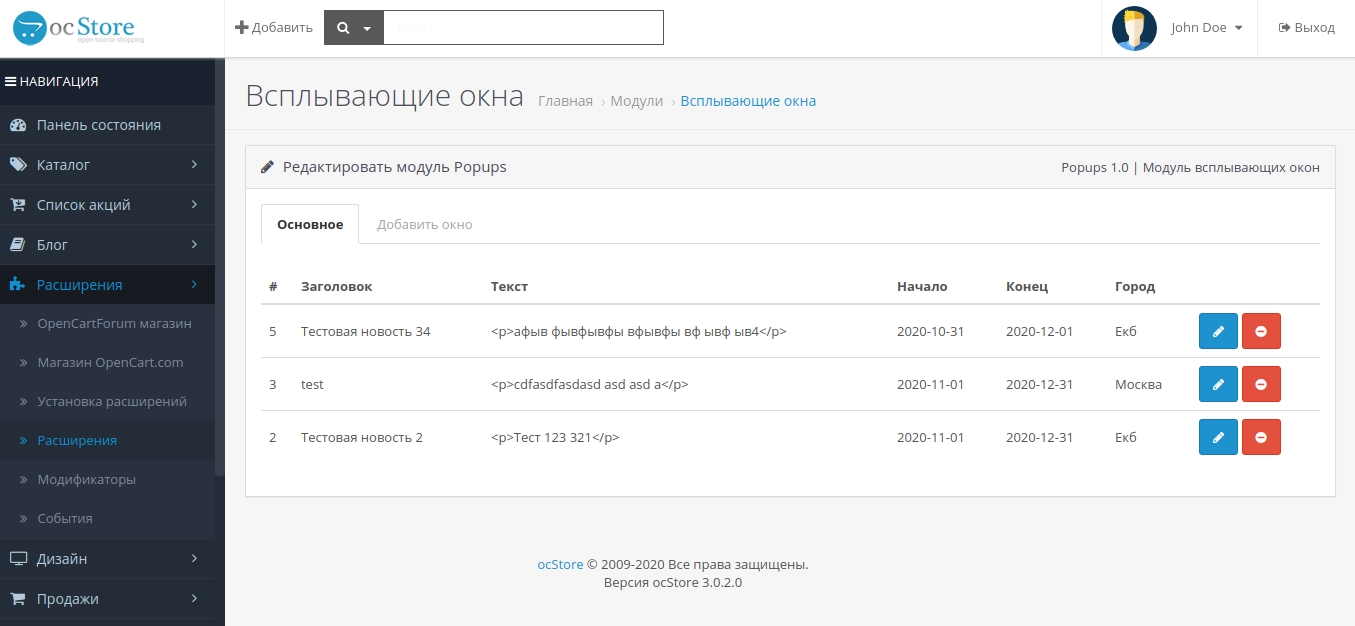 ocStore
open source shopping
Добавить
John Doe
Выход
НАВИГАЦИЯ
Панель состояния
Каталог
Список акций
Блог
Расширения
OpenCartForum магазин
Магазин OpenCart.com
Установка расширений
Расширения
Модификаторы
События
Дизайн
Продажи
Всплывающие окна Главная › Модули › Всплывающие окна
Редактировать модуль Popups Popups 1.0 | Модуль всплывающих окон
Основное Добавить окно
# Заголовок Текст Начало Конец Город
5 Тестовая новость 34 <p>афыв фывфывфы вфывфы вф ывф ыв4</p> 2020-10-31 2020-12-01 Екб
3 test <p>cdfasdfasdasd asd asd a</p> 2020-11-01 2020-12-31 Москва
2 Тестовая новость 2 <p>Тест 123 321</p> 2020-11-01 2020-12-31 Екб
ocStore © 2009-2020 Все права защищены.
Версия ocStore 3.0.2.0